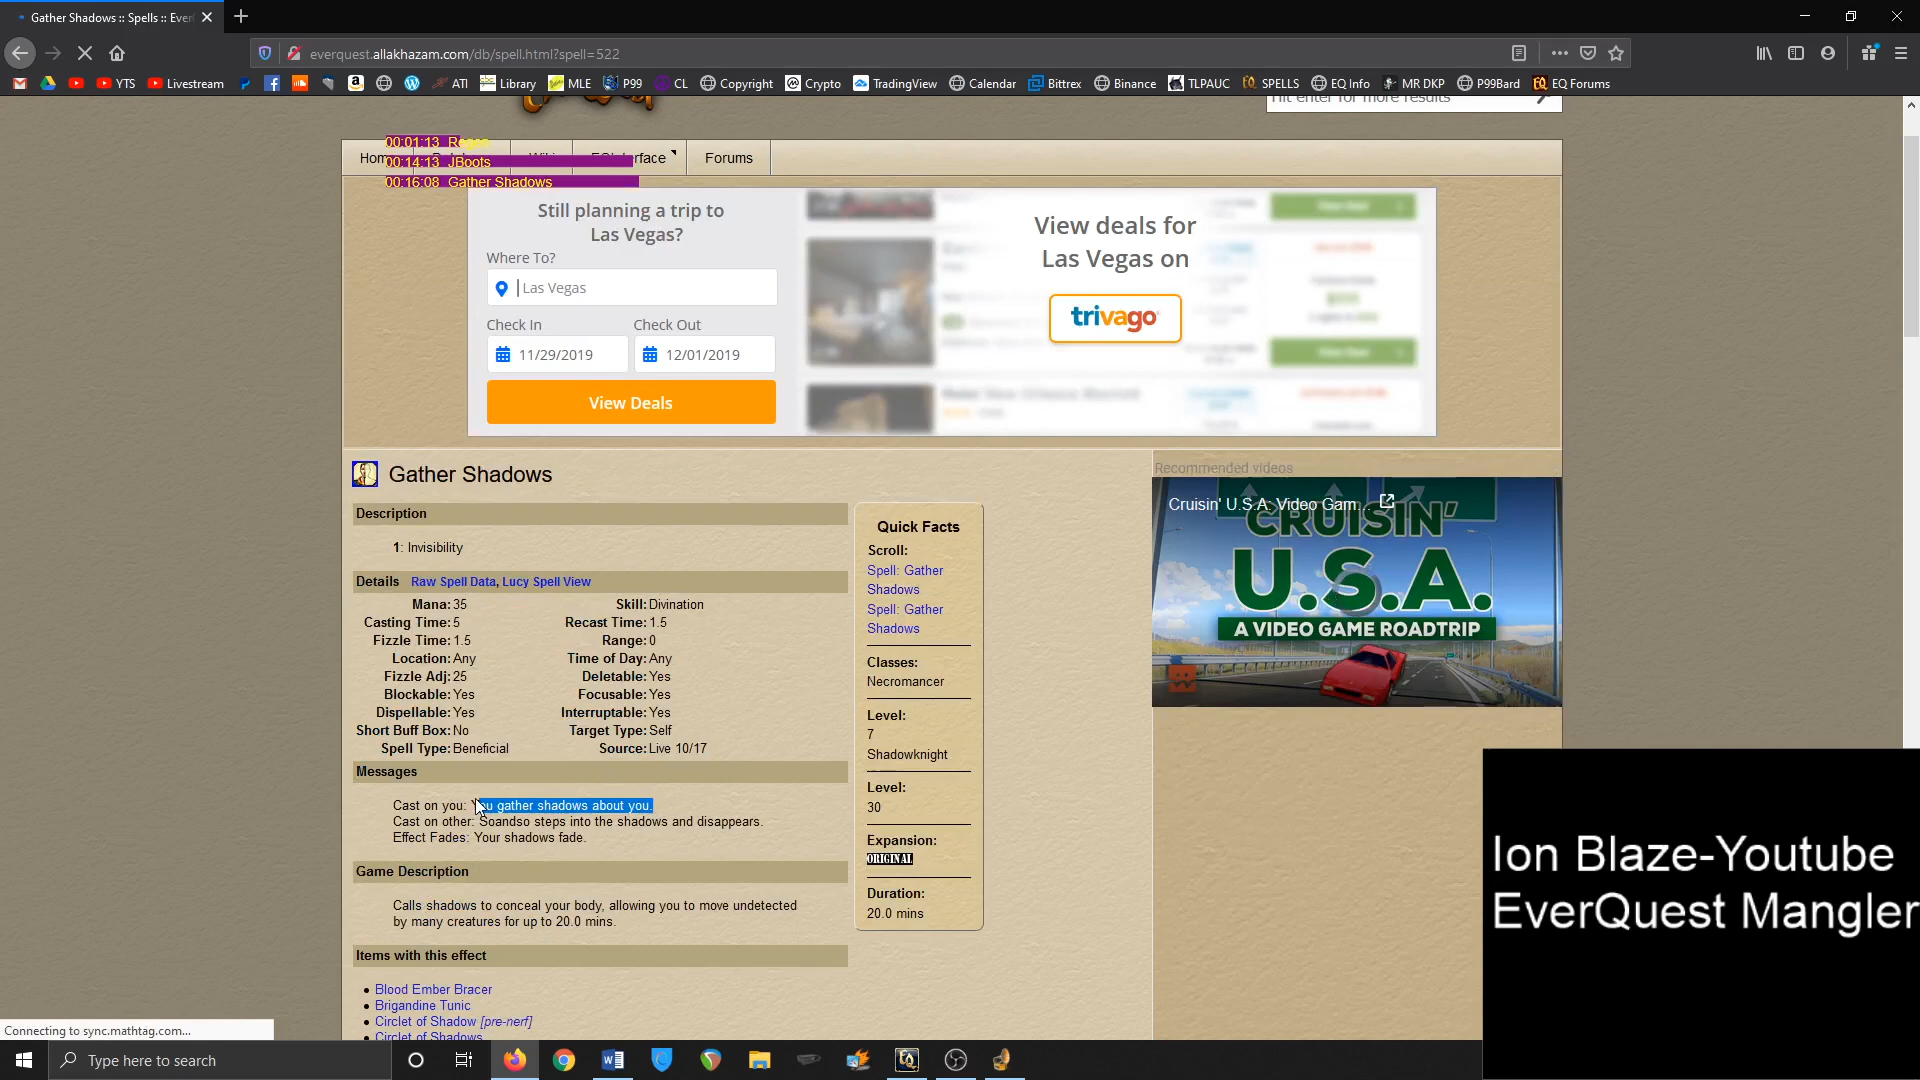 Gather Shadows :: Spells :: Ever
everquest.allakhazam.com/db/spell.html?spell=522
YTS
Livestream
ATI
Library
MLE
P99
CL
Copyright
Crypto
TradingView
Calendar
Bittrex
Binance
TLPAUC
SPELLS
EQ Info
MR DKP
P99Bard
EQ Forums
Hit enter for more results
Forums
00:01:13 Regen
00:14:13 JBoots
00:16:08 Gather Shadows
Still planning a trip to
Las Vegas?
Where To?
Las Vegas
Check In
Check Out
11/29/2019
12/01/2019
View Deals
View deals for
Las Vegas on
trivago
Gather Shadows
Description
1: Invisibility
Details Raw Spell Data, Lucy Spell View
Mana: 35 Skill: Divination
Casting Time: 5 Recast Time: 1.5
Fizzle Time: 1.5 Range: 0
Location: Any Time of Day: Any
Fizzle Adj: 25 Deletable: Yes
Blockable: Yes Focusable: Yes
Dispellable: Yes Interruptable: Yes
Short Buff Box: No Target Type: Self
Spell Type: Beneficial Source: Live 10/17
Messages
Cast on you: You gather shadows about you.
Cast on other: Soandso steps into the shadows and disappears.
Effect Fades: Your shadows fade.
Game Description
Calls shadows to conceal your body, allowing you to move undetected
by many creatures for up to 20.0 mins.
Items with this effect
Blood Ember Bracer
Brigandine Tunic
Circlet of Shadow [pre-nerf]
Circlet of Shadows
Quick Facts
Scroll:
Spell: Gather
Shadows
Spell: Gather
Shadows
Classes:
Necromancer
Level:
7
Shadowknight
Level:
30
Expansion:
ORIGINAL
Duration:
20.0 mins
Recommended videos
Cruisin' U.S.A: Video Gam...
CRUISIN'
U.S.A.
A VIDEO GAME ROADTRIP
Ion Blaze-Youtube
EverQuest Mangler
Connecting to sync.mathtag.com...
Type here to search